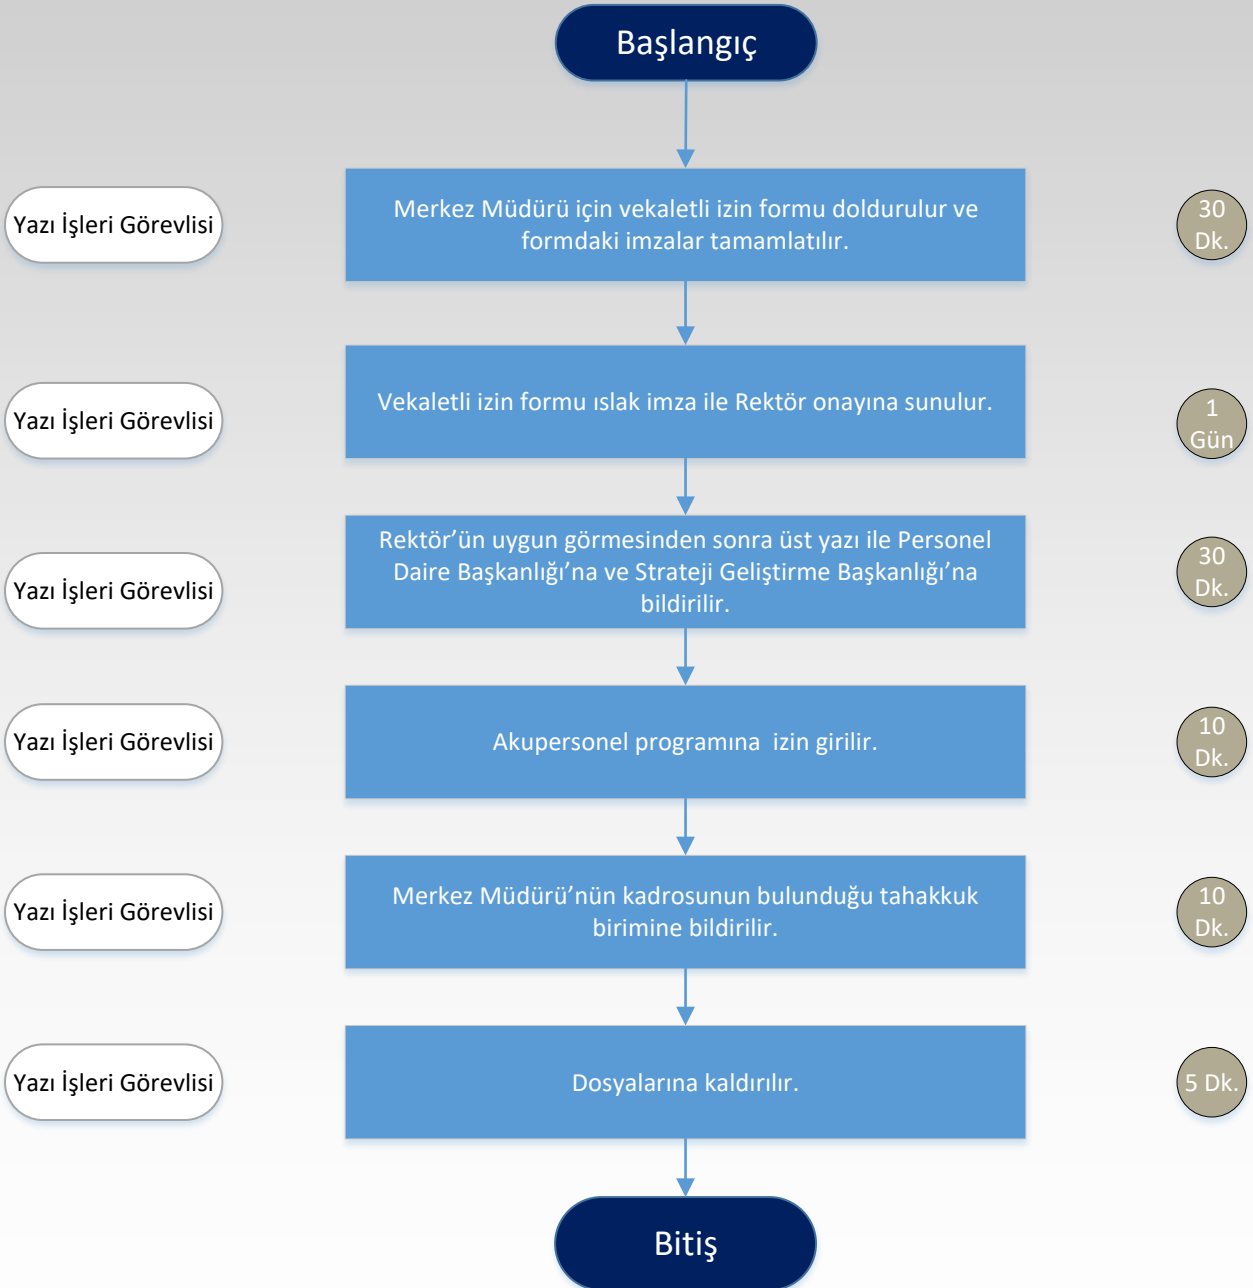 Başlangıç
Yazı İşleri Görevlisi
Merkez Müdürü için vekaletli izin formu doldurulur ve
formdaki imzalar tamamlatılır.
30
Dk.
Yazı İşleri Görevlisi
Vekaletli izin formu ıslak imza ile Rektör onayına sunulur.
1
Gün
Yazı İşleri Görevlisi
Rektör’ün uygun görmesinden sonra üst yazı ile Personel
Daire Başkanlığı’na ve Strateji Geliştirme Başkanlığı’na
bildirilir.
30
Dk.
Yazı İşleri Görevlisi
Akupersonel programına  izin girilir.
10
Dk.
Yazı İşleri Görevlisi
Merkez Müdürü’nün kadrosunun bulunduğu tahakkuk
birimine bildirilir.
10
Dk.
Yazı İşleri Görevlisi
Dosyalarına kaldırılır.
5 Dk.
Bitiş